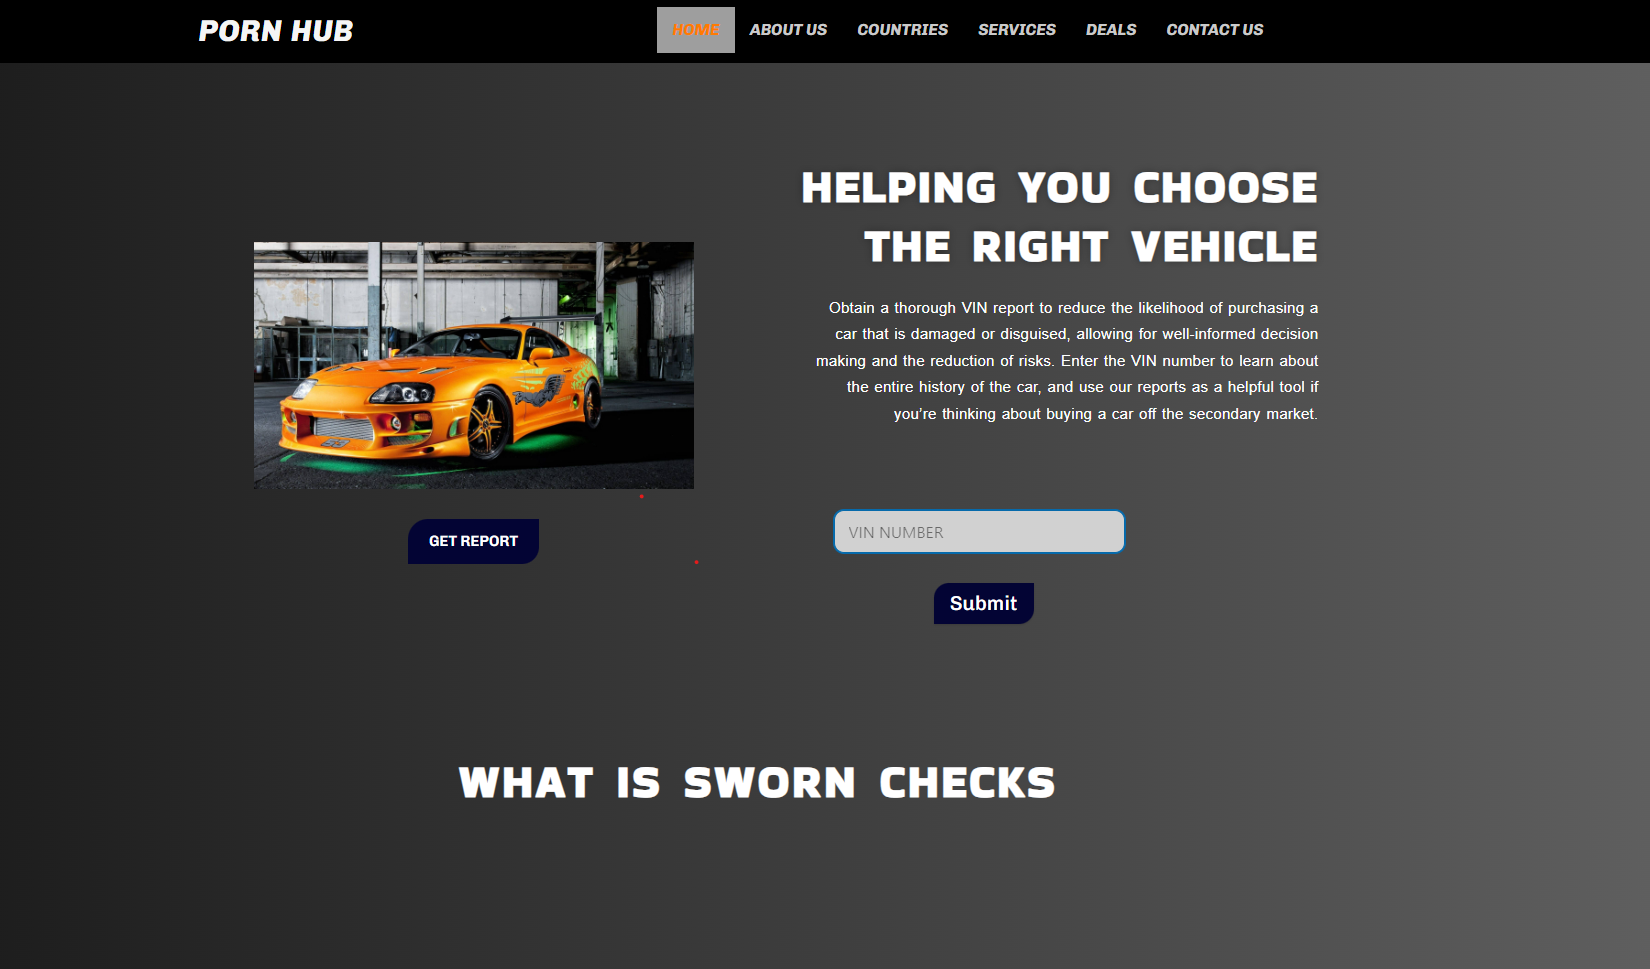 PORN HUB
HOME
ABOUT US
COUNTRIES
SERVICES
DEALS
CONTACT US
HELPING YOU CHOOSE
THE RIGHT VEHICLE
Obtain a thorough VIN report to reduce the likelihood of purchasing a
car that is damaged or disguised, allowing for well-informed decision
making and the reduction of risks. Enter the VIN number to learn about
the entire history of the car, and use our reports as a helpful tool if
you’re thinking about buying a car off the secondary market.
GET REPORT
VIN NUMBER
Submit
WHAT IS SWORN CHECKS